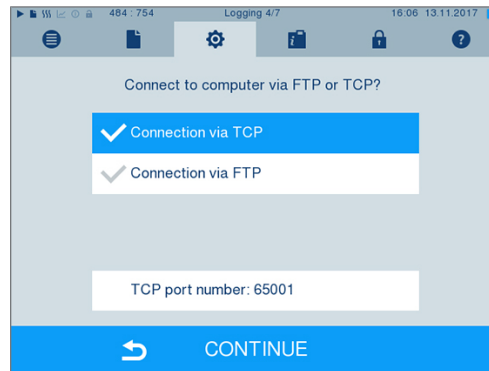 484 : 754 Logging 4/7 16:06 13.11.2017
Connect to computer via FTP or TCP?
Connection via TCP
Connection via FTP
TCP port number: 65001
CONTINUE